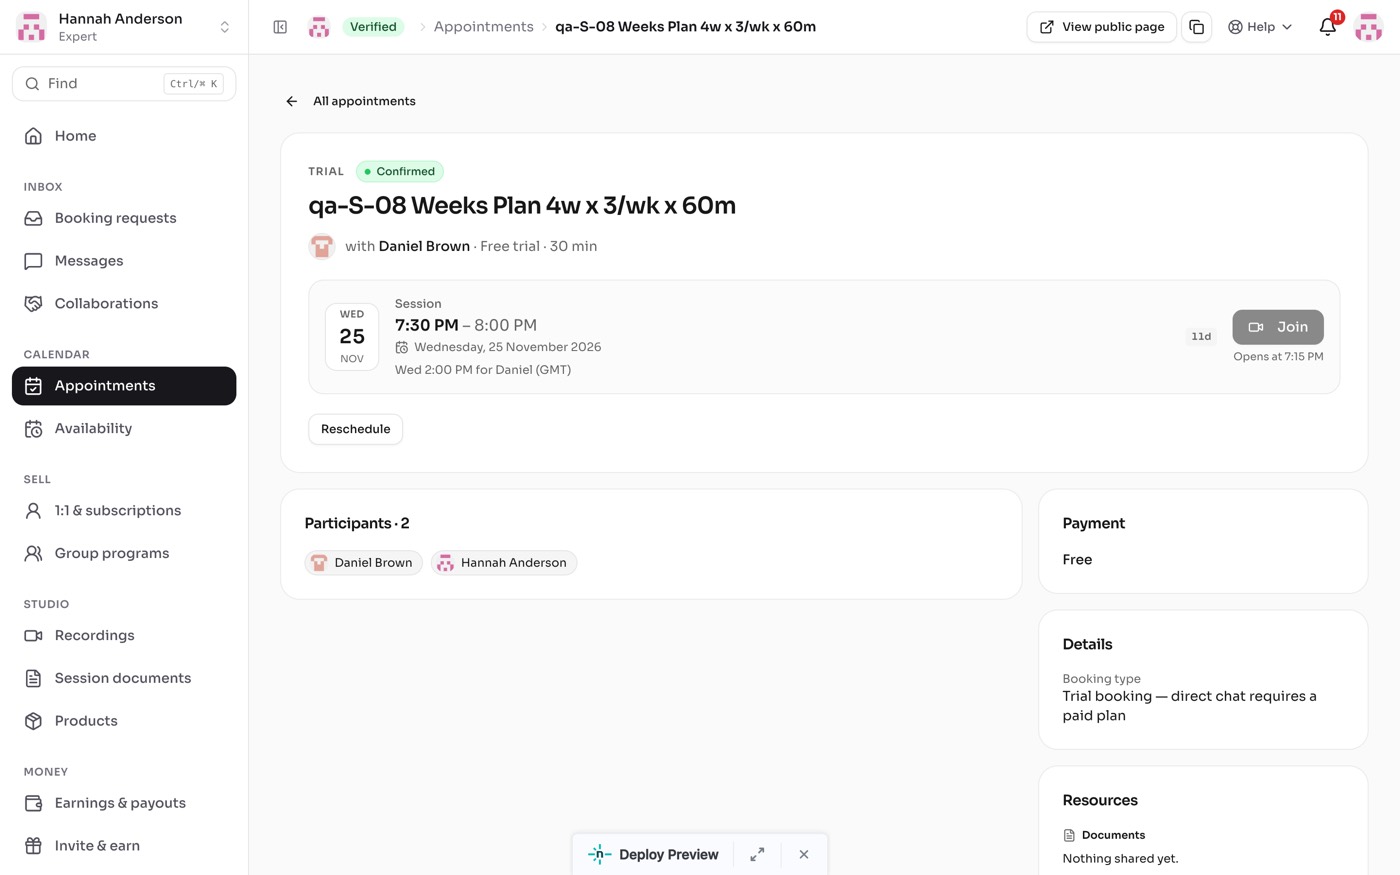 Hannah Anderson
Expert
Verified
Appointments
qa-S-08 Weeks Plan 4w x 3/wk x 60m
View public page
Help
11
Find
Ctrl/⌘ K
Home
INBOX
Booking requests
Messages
Collaborations
CALENDAR
Appointments
Availability
SELL
1:1 & subscriptions
Group programs
STUDIO
Recordings
Session documents
Products
MONEY
Earnings & payouts
Invite & earn
All appointments
TRIAL
Confirmed
qa-S-08 Weeks Plan 4w x 3/wk x 60m
with Daniel Brown · Free trial · 30 min
WED
25
NOV
Session
7:30 PM – 8:00 PM
Wednesday, 25 November 2026
Wed 2:00 PM for Daniel (GMT)
11d
Join
Opens at 7:15 PM
Reschedule
Participants · 2
Daniel Brown
Hannah Anderson
Payment
Free
Details
Booking type
Trial booking — direct chat requires a
paid plan
Resources
Documents
Nothing shared yet.
Deploy Preview